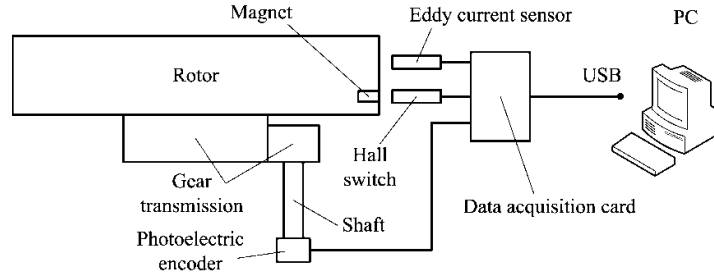 Magnet
Eddy current sensor
PC
Rotor
USB
Hall
switch
Gear
transmission
Shaft
Data acquisition card
Photoelectric
encoder